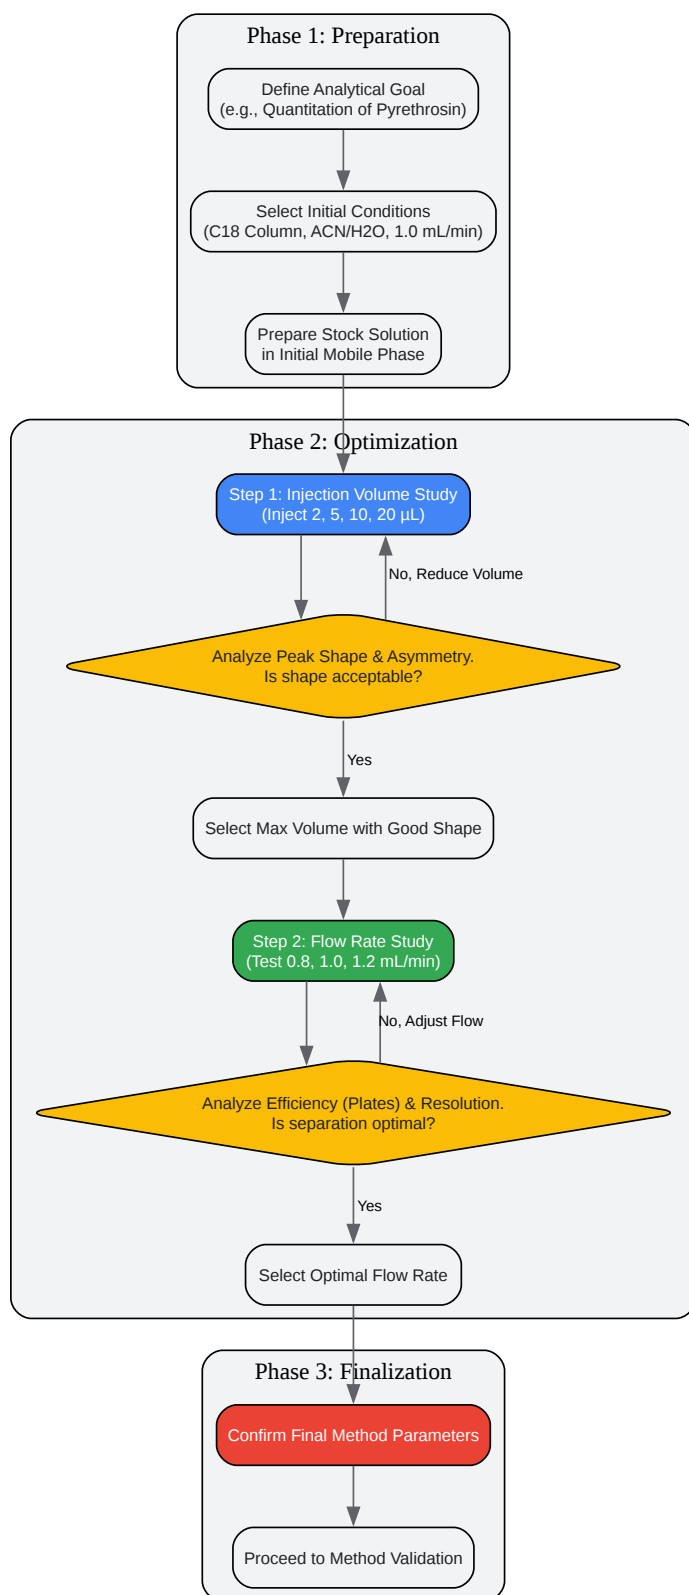 Phase 1: Preparation
Define Analytical Goal
(e.g., Quantitation of Pyrethrosin)
Select Initial Conditions
(C18 Column, ACN/H2O, 1.0 mL/min)
Prepare Stock Solution
in Initial Mobile Phase
Phase 2: Optimization
Step 1: Injection Volume Study
(Inject 2, 5, 10, 20 µL)
No, Reduce Volume
Analyze Peak Shape & Asymmetry.
Is shape acceptable?
Yes
Select Max Volume with Good Shape
Step 2: Flow Rate Study
(Test 0.8, 1.0, 1.2 mL/min)
No, Adjust Flow
Analyze Efficiency (Plates) & Resolution.
Is separation optimal?
Yes
Select Optimal Flow Rate
Phase 3: Finalization
Confirm Final Method Parameters
Proceed to Method Validation